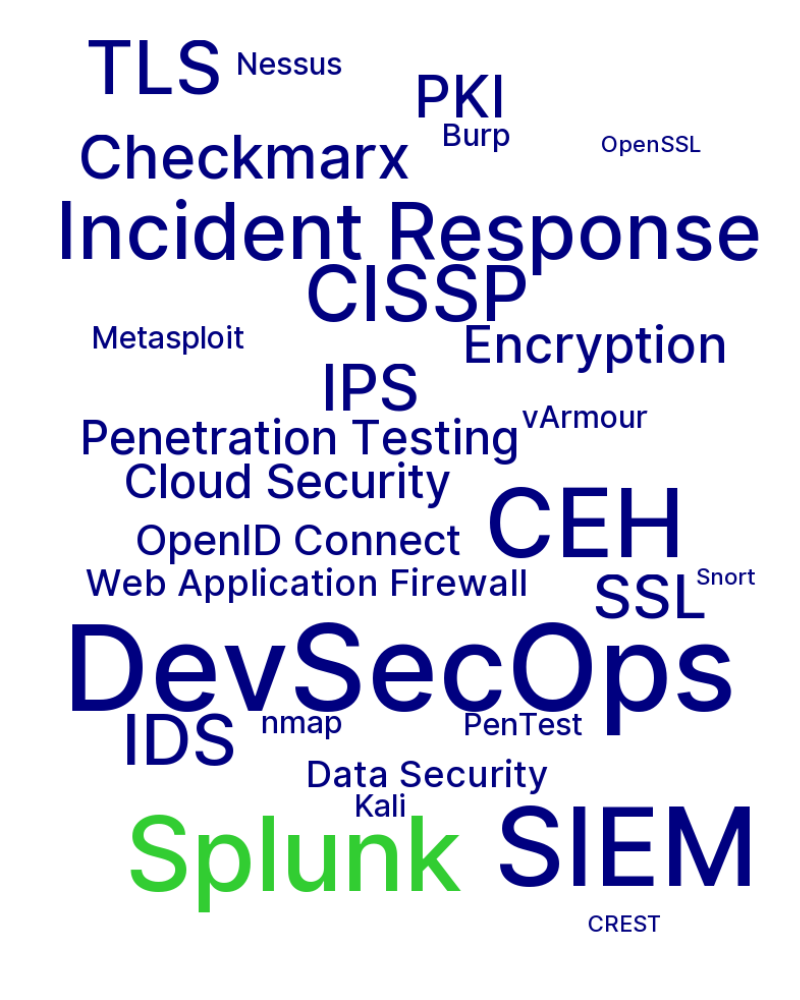 TLS
Nessus
PKI
Burp
OpenSSL
Checkmarx
Incident Response
CISSP
Metasploit
Encryption
IPS
vArmour
Penetration Testing
Cloud Security
CEH
OpenID Connect
Web Application Firewall
SSL
Snort
DevSecOps
IDS
nmap
PenTest
Data Security
Kali
Splunk
SIEM
CREST